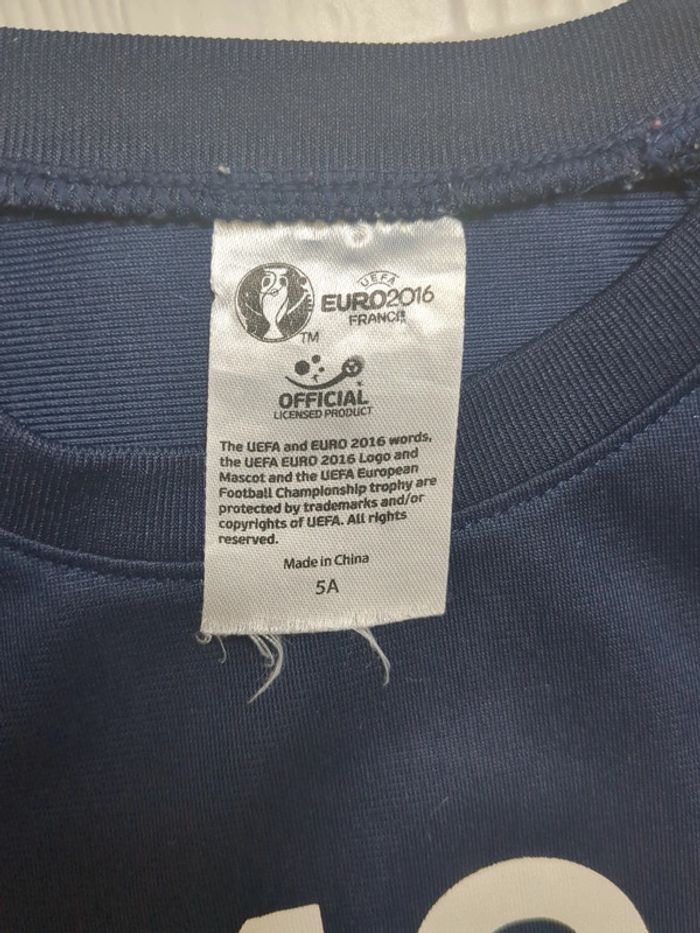 UEFA
EURO2016
FRANCE
TM
OFFICIAL
LICENSED PRODUCT
The UEFA and EURO 2016 words,
the UEFA EURO 2016 Logo and
Mascot and the UEFA European
Football Championship trophy are
protected by trademarks and/or
copyrights of UEFA. All rights
reserved.
Made in China
5A